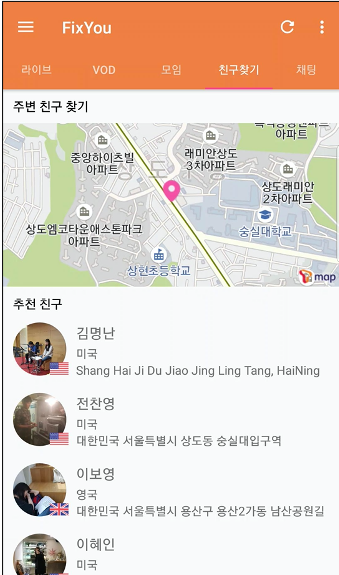 FixYou
라이브 VOD 모임 친구찾기 채팅
주변 친구 찾기
아파트
중앙하이츠빌
아파트
래미안상도
3차아파트
상도
상도래미안
2차아파트
상도엠코타운애스톤파크
아파트
숭실대학교
상현초등학교
T map
추천 친구
김명난
미국
Shang Hai Ji Du Jiao Jing Ling Tang, HaiNing
전찬영
미국
대한민국 서울특별시 상도동 숭실대입구역
이보영
영국
대한민국 서울특별시 용산구 용산2가동 남산공원길
이혜인
미국